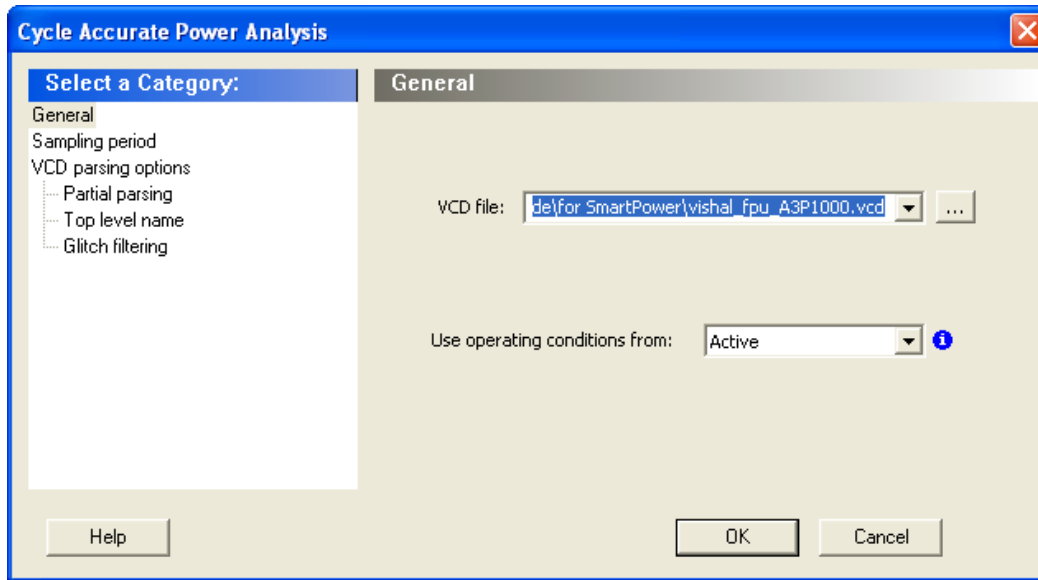 Cycle Accurate Power Analysis
Select a Category:
General
Sampling period
VCD parsing options
Partial parsing
Top level name
Glitch filtering
General
VCD file: de\for SmartPower\vishal_fpu_A3P1000.vcd ...
Use operating conditions from: Active
Help
OK
Cancel